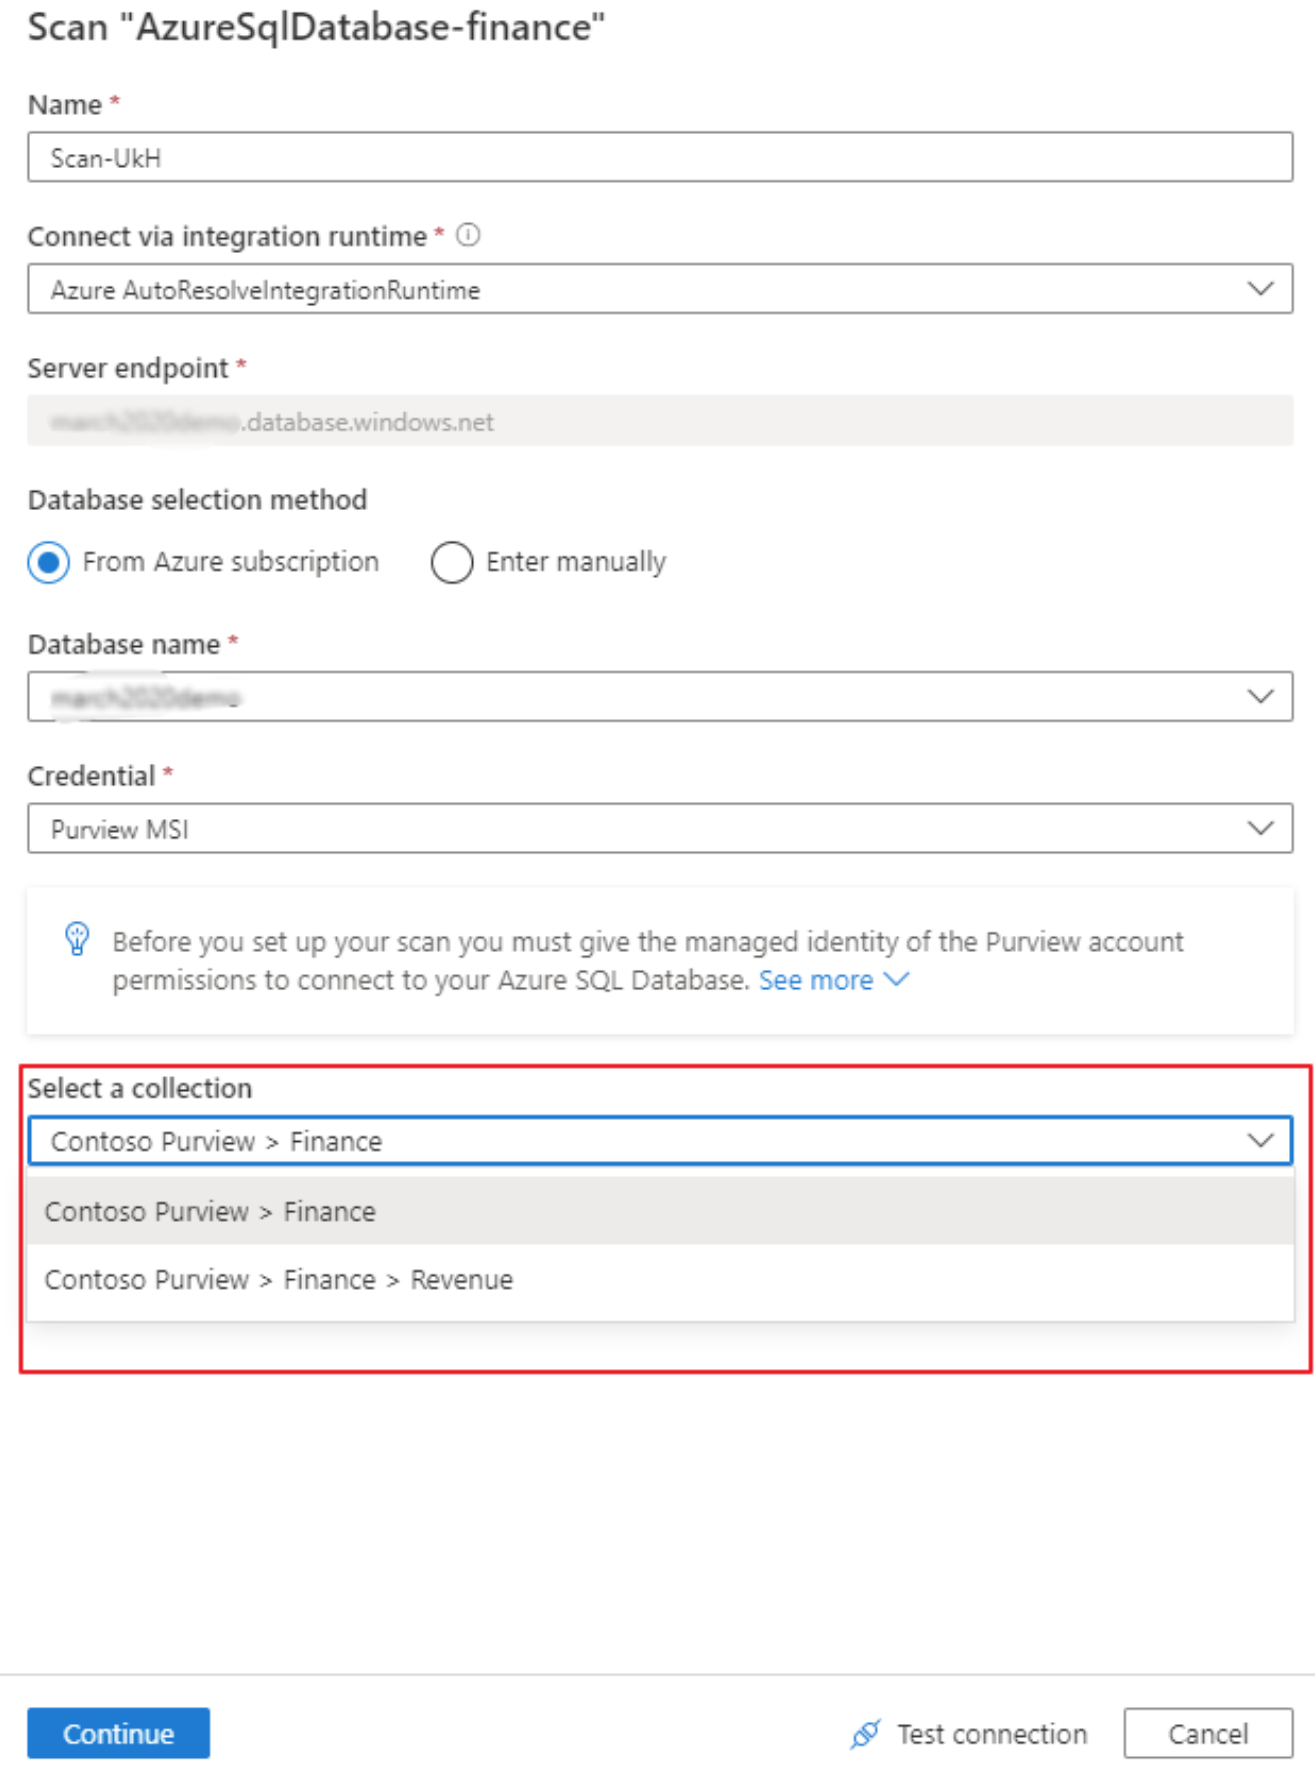 Scan "AzureSqlDatabase-finance"
Name *
Scan-UkH
Connect via integration runtime *
Azure AutoResolveIntegrationRuntime
Server endpoint *
.database.windows.net
Database selection method
From Azure subscription Enter manually
Database name *
Credential *
Purview MSI
Before you set up your scan you must give the managed identity of the Purview account
permissions to connect to your Azure SQL Database. See more
Select a collection
Contoso Purview > Finance
Contoso Purview > Finance
Contoso Purview > Finance > Revenue
Continue Test connection Cancel